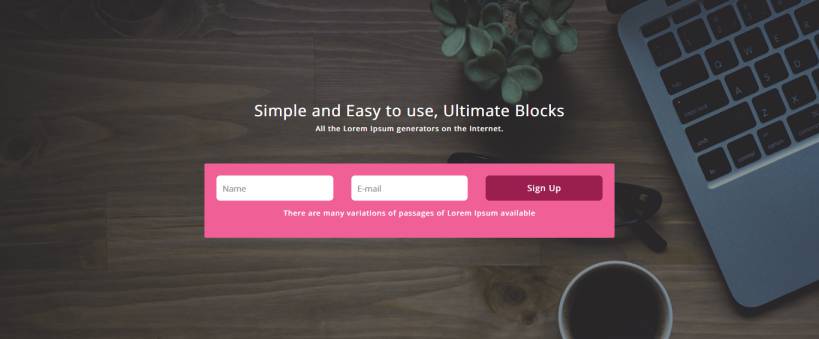 Simple and Easy to use, Ultimate Blocks
All the Lorem Ipsum generators on the Internet.
Name
E-mail
Sign Up
There are many variations of passages of Lorem Ipsum available